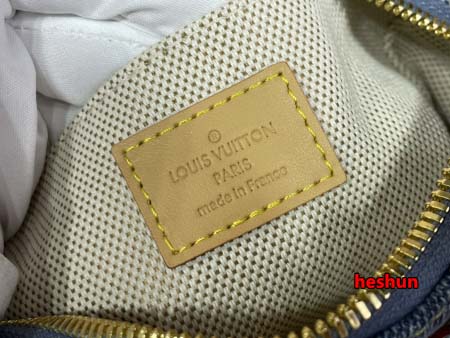 ®
LOUIS VUITTON
PARIS
made in France
heshun